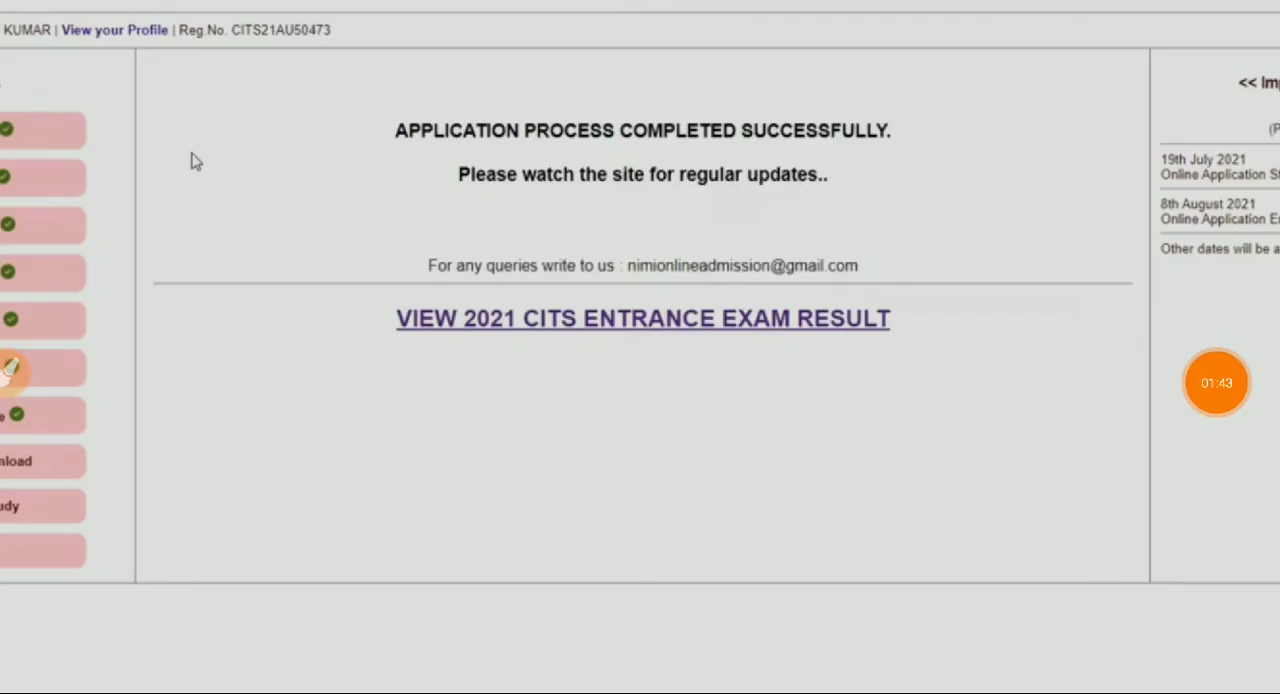 KUMAR | View your Profile | Reg.No. CITS21AU50473
APPLICATION PROCESS COMPLETED SUCCESSFULLY.
Please watch the site for regular updates..
For any queries write to us : nimionlineadmission@gmail.com
VIEW 2021 CITS ENTRANCE EXAM RESULT
<<
19th July 2021
Online Application
8th August 2021
Online Application
Other dates will be
01:43